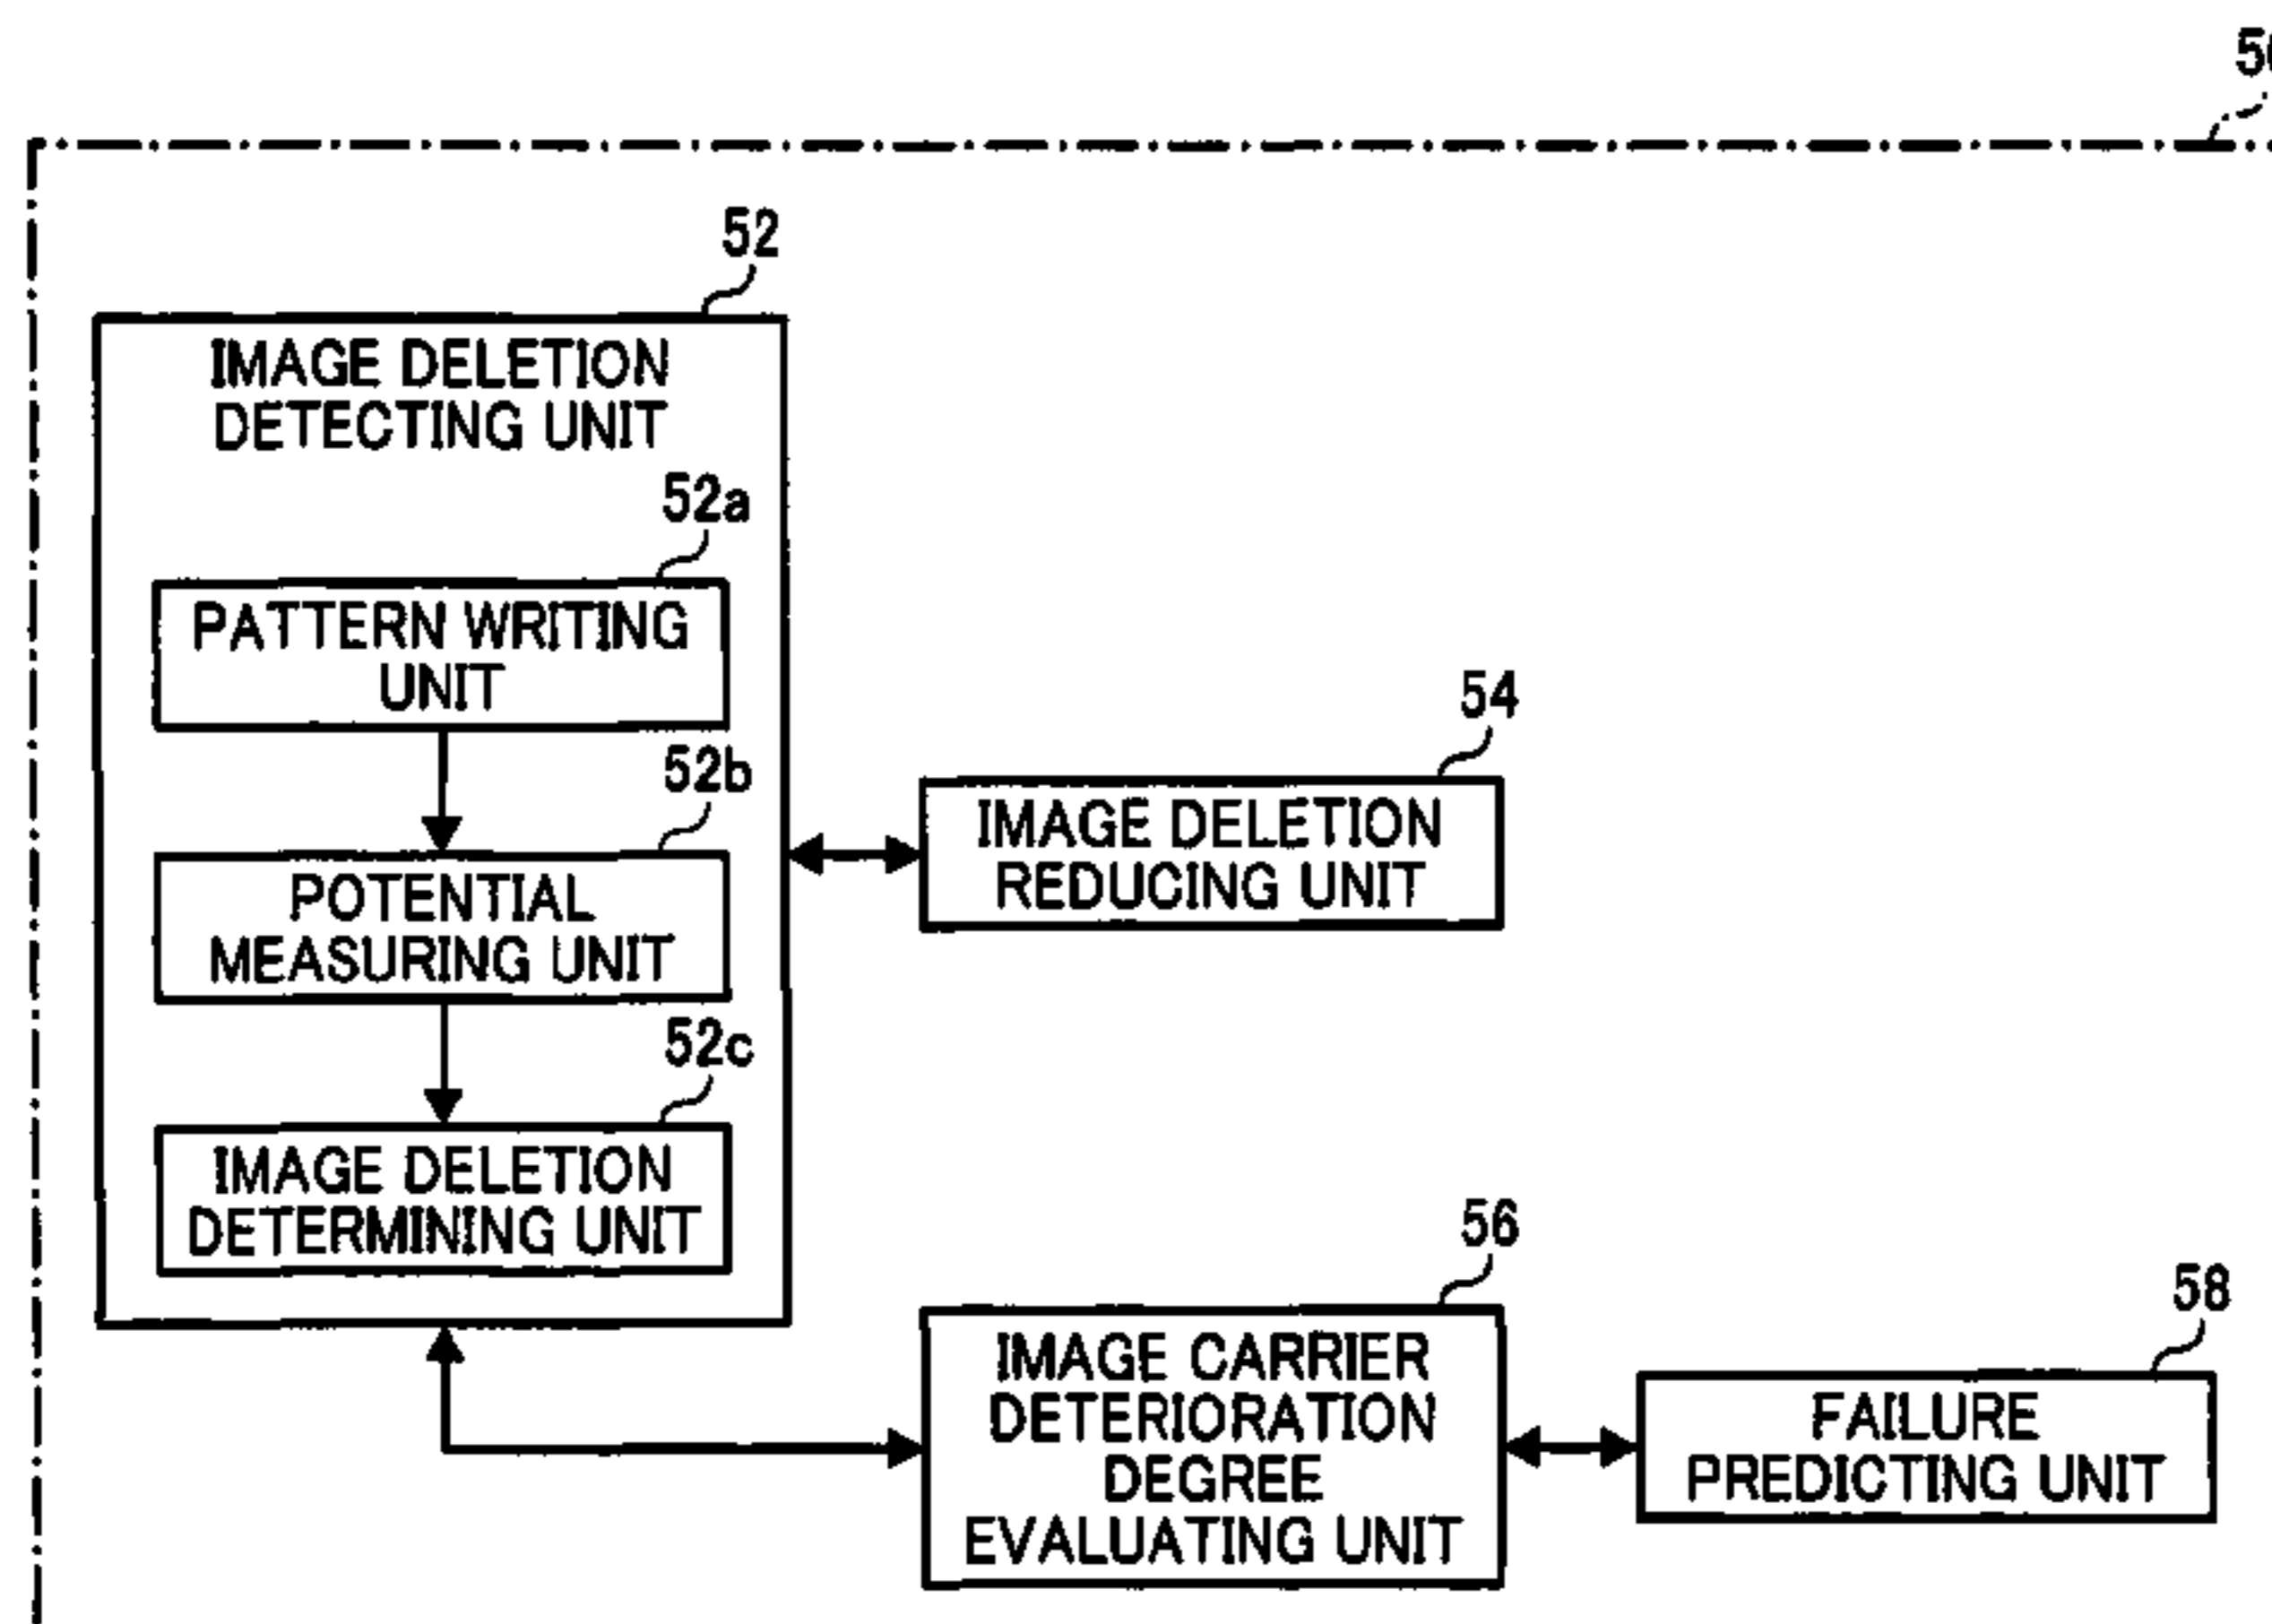 52
IMAGE DELETION
DETECTING UNIT
52a
PATTERN WRITING
UNIT
52b
POTENTIAL
MEASURING UNIT
52c
IMAGE DELETION
DETERMINING UNIT
54
IMAGE DELETION
REDUCING UNIT
56
IMAGE CARRIER
DETERIORATION
DEGREE
EVALUATING UNIT
58
FAILURE
PREDICTING UNIT